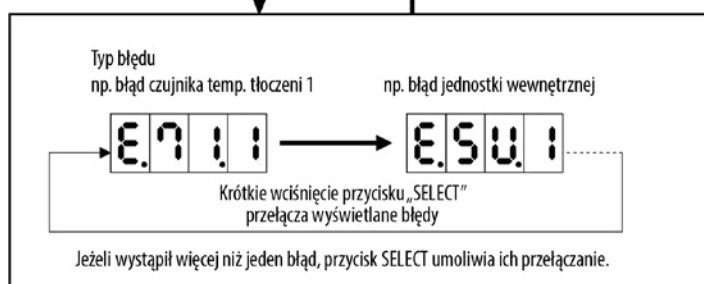 Typ błędu
np. błąd czujnika temp. tłoczeni 1
np. błąd jednostki wewnętrznej
E.71.1
E.5U.1
Krótkie wciśnięcie przycisku „SELECT”
przełącza wyświetlane błędy
Jeżeli wystąpił więcej niż jeden błąd, przycisk SELECT umoliwia ich przełączanie.